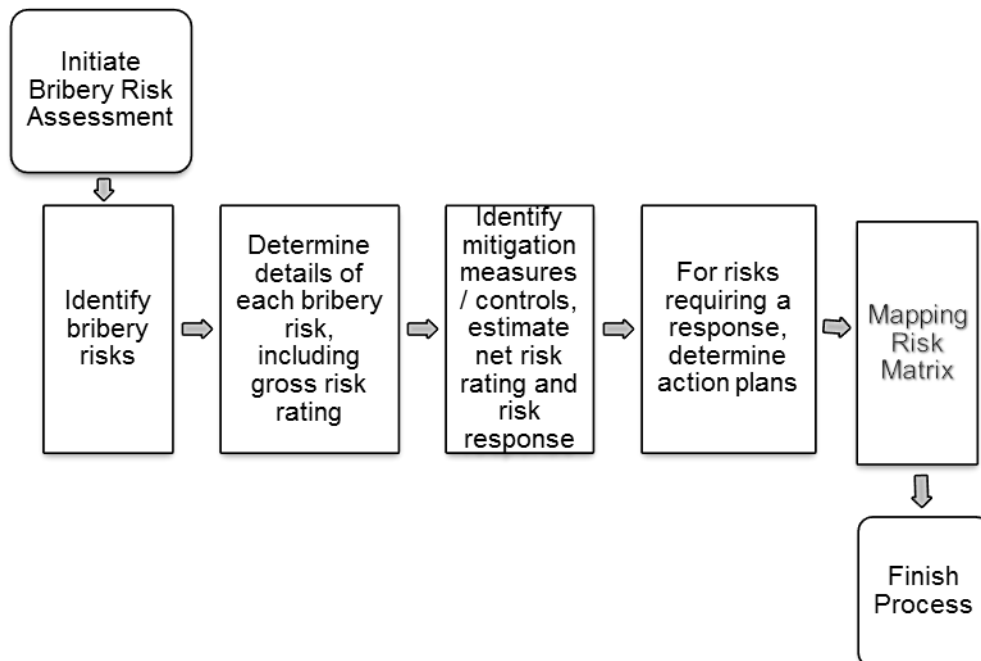 Initiate
Bribery Risk
Assessment
Identify
bribery
risks
Determine
details of
each bribery
risk,
including
gross risk
rating
Identify
mitigation
measures
/ controls,
estimate
net risk
rating and
risk
response
For risks
requiring a
response,
determine
action plans
Mapping
Risk
Matrix
Finish
Process